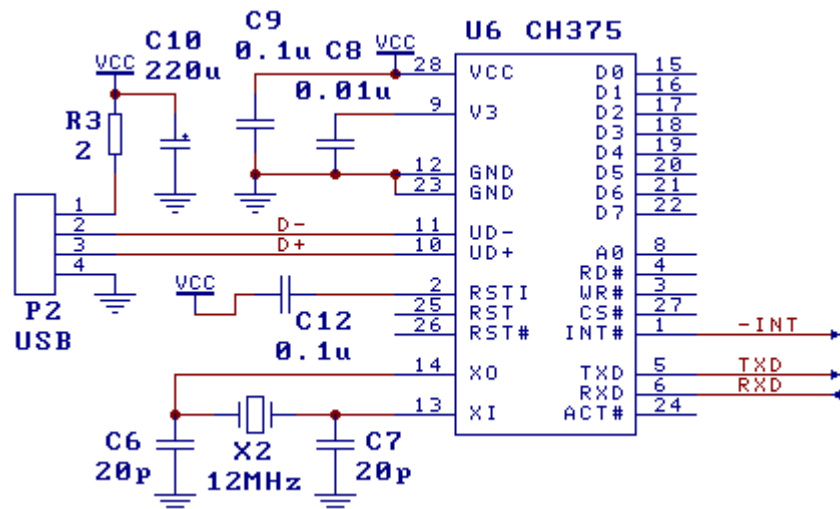 C9
U6 CH375
C10
0.1u C8
VCC
VCC
220u
28 VCC D0 15
D1 16
0.01u
9 V3 D2 17
R3
D3 18
2
D4 19
12 GND D5 20
23 GND D6 21
D7 22
1
2 D- 11 UD-
3 D+ 10 UD+ A0 8
4 RD# 4
VCC
2 RSTI WR# 3
P2
25 RST CS# 27
C12
USB
26 RST# INT# 1 -INT
0.1u
14 XO TXD 5 TXD
RXD 6 RXD
13 XI ACT# 24
C6 X2 C7
20p 12MHz 20p